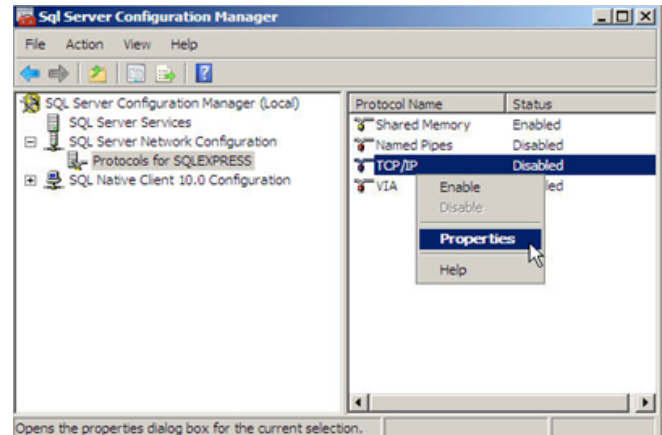 Sql Server Configuration Manager
File Action View Help
SQL Server Configuration Manager (Local)
SQL Server Services
SQL Server Network Configuration
Protocols for SQLEXPRESS
SQL Native Client 10.0 Configuration
Protocol Name Status
Shared Memory Enabled
Named Pipes Disabled
TCP/IP Disabled
VIA led
Enable
Disable
Properties
Help
Opens the properties dialog box for the current selection.